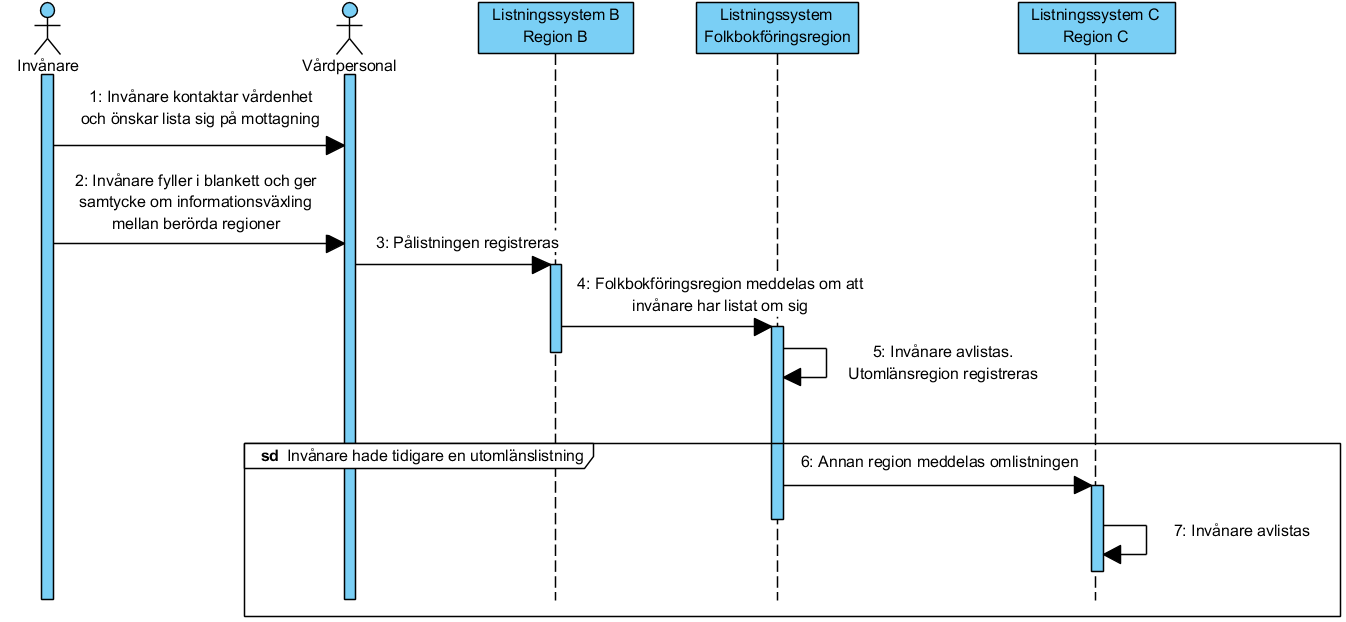 Listningssystem B
Region B
Listningssystem
Folkbokföringsregion
Listningssystem C
Region C
Invånare
Vårdpersonal
1: Invånare kontaktar vårdenhet
och önskar lista sig på mottagning
2: Invånare fyller i blankett och ger
samtycke om informationsväxling
mellan berörda regioner
3: Pålistningen registreras
4: Folkbokföringsregion meddelas om att
invånare har listat om sig
5: Invånare avlistas.
Utomlänsregion registreras
sd Invånare hade tidigare en utomlänslistning
6: Annan region meddelas omlistningen
7: Invånare avlistas